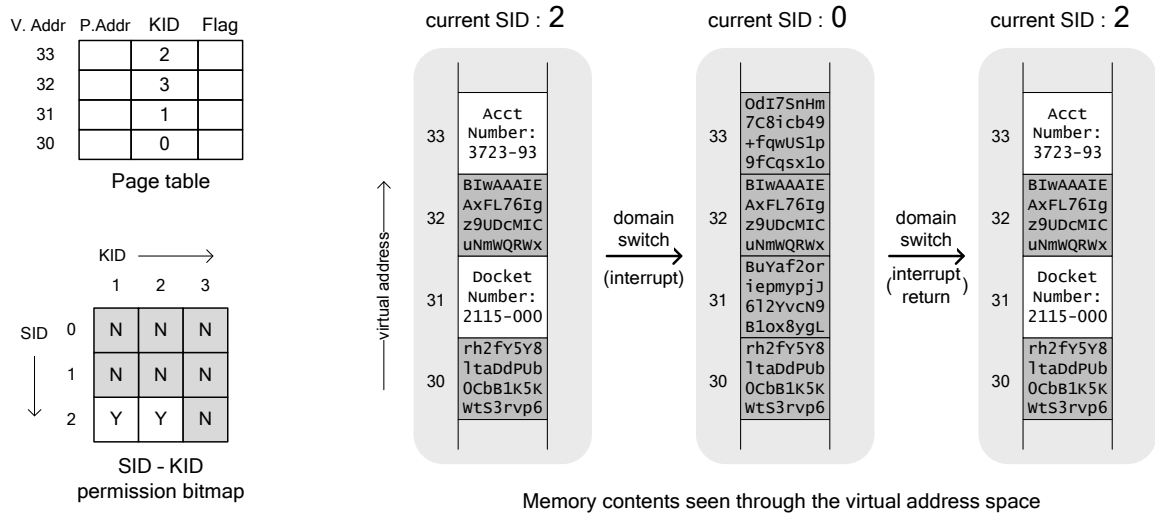 V. Addr P.Addr KID Flag
33 2
32 3
31 1
30 0
Page table
KID
1 2 3
SID
0 N N N
1 N N N
2 Y Y N
SID - KID
permission bitmap
current SID : 2
virtual address
33
Acct
Number:
3723-93
32
BIwAAAIE
AxFL76Ig
z9UDcMIC
uNmWQRWx
31
Docket
Number:
2115-000
30
rh2fY5Y8
ltaDdPUb
OCbB1K5K
WtS3rvp6
domain
switch
(interrupt)
current SID : 0
33
OdI7SnHm
7C8icb49
+fqwUS1p
9fCqsx1o
32
BIwAAAIE
AxFL76Ig
z9UDcMIC
uNmWQRWx
31
BuYaf2or
iepmypjJ
6l2YvcN9
B1ox8ygL
30
rh2fY5Y8
ltaDdPUb
OCbB1K5K
WtS3rvp6
domain
switch
(interrupt
return)
current SID : 2
33
Acct
Number:
3723-93
32
BIwAAAIE
AxFL76Ig
z9UDcMIC
uNmWQRWx
31
Docket
Number:
2115-000
30
rh2fY5Y8
ltaDdPUb
OCbB1K5K
WtS3rvp6
Memory contents seen through the virtual address space